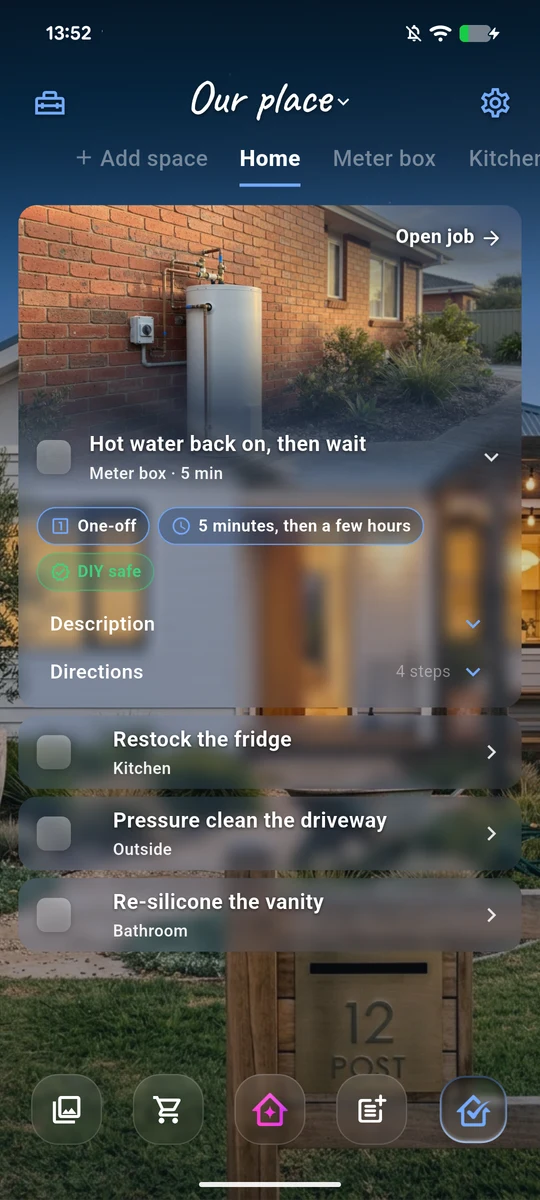 13:52
Our place
+ Add space Home Meter box Kitchen
Open job →
Hot water back on, then wait
Meter box · 5 min
One-off
5 minutes, then a few hours
DIY safe
Description
Directions 4 steps
Restock the fridge
Kitchen
Pressure clean the driveway
Outside
Re-silicone the vanity
Bathroom
12
POST